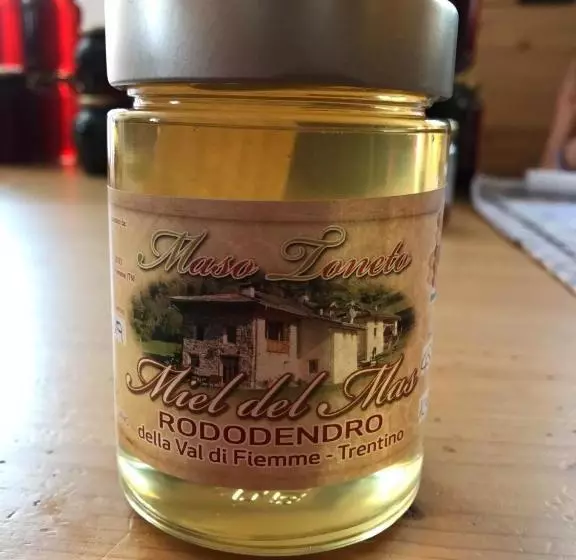 Maso Toneto
Miel del Mas
RODODENDRO
della Val di Fiemme - Trentino